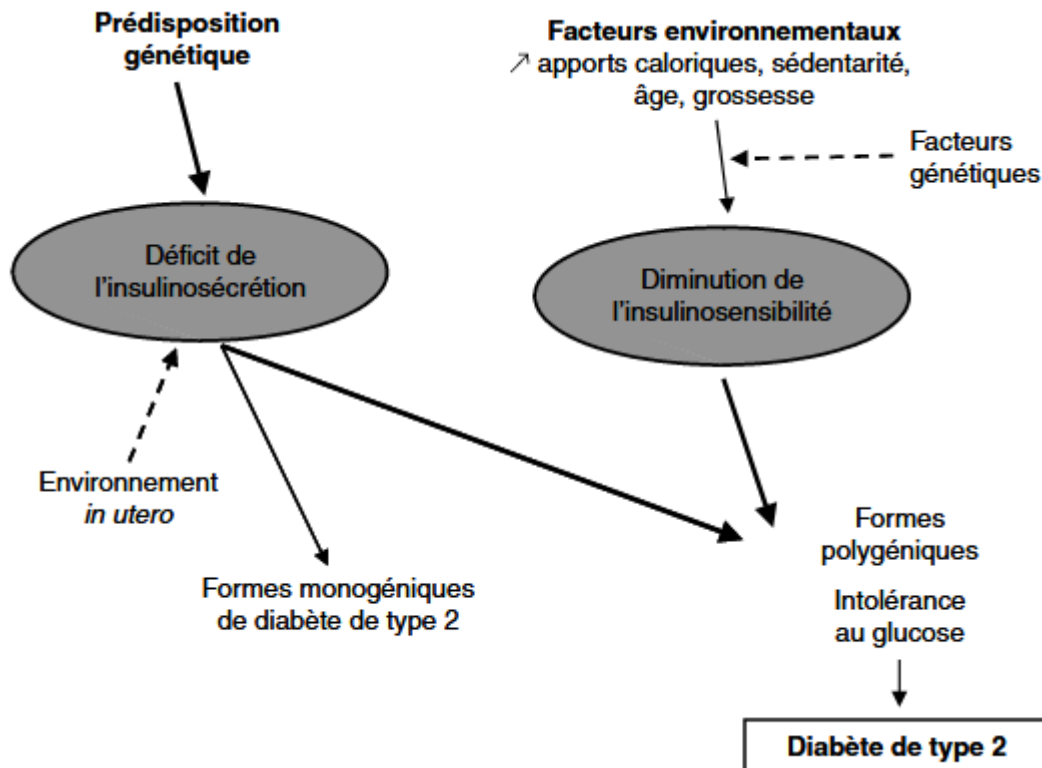 Prédisposition
génétique
Facteurs environnementaux
↗ apports caloriques, sédentarité,
âge, grossesse
Facteurs
génétiques
Déficit de
l'insulinosécrétion
Diminution de
l'insulinosensibilité
Environnement
in utero
Formes monogéniques
de diabète de type 2
Formes
polygéniques
Intolérance
au glucose
Diabète de type 2